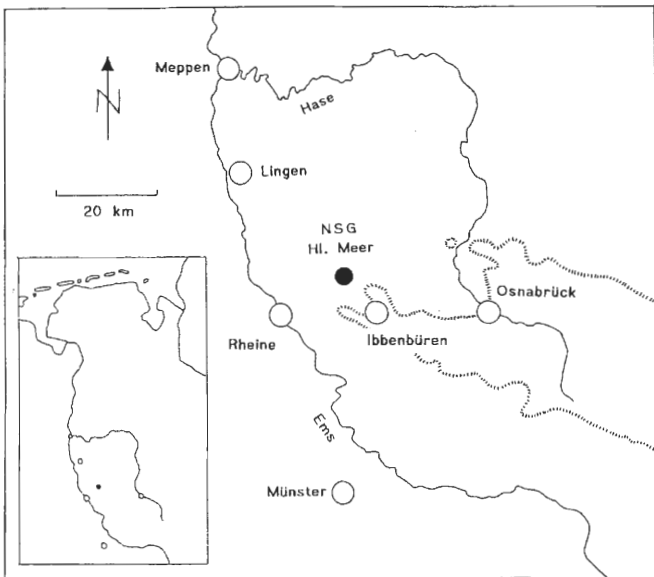 Meppen
Hase
N
Lingen
20 km
NSG
Hl. Meer
Osnabrück
Rheine
Ibbenbüren
Ems
Münster